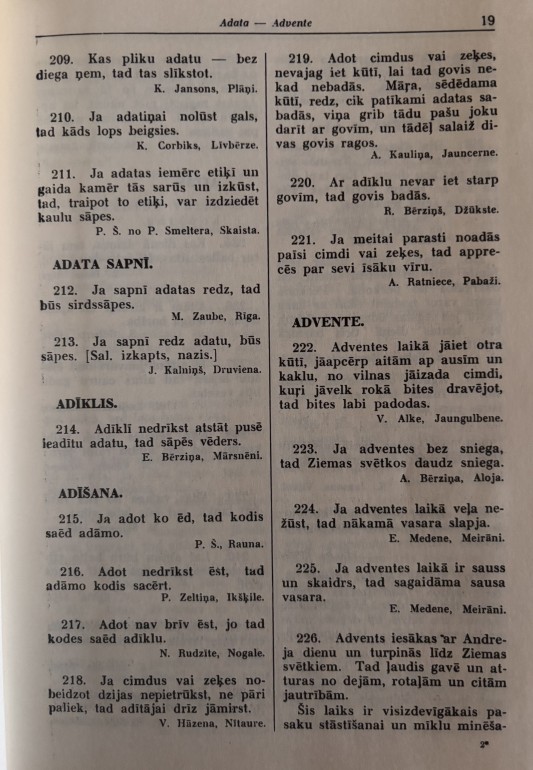 Adata — Advente
19
209. Kas pliku adatu — bez
diega ņem, tad tas slīkstot.
K. Jansons, Plāņi.
210. Ja adatiņai nolūst gals,
tad kāds lops beigsies.
K. Corbiks, Līvbērze.
211. Ja adatas iemērc etiķī un
gaida kamēr tās sarūs un izkūst,
tad, traipot to etiķi, var izdziedēt
kaulu sāpes.
P. Š. no P. Smeltera, Skaista.
ADATA SAPNĪ.
212. Ja sapnī adatas redz, tad
būs sirdssāpes.
M. Zaube, Rīga.
213. Ja sapnī redz adatu, būs
sāpes. [Sal. izkapts, nazis.]
J. Kalniņš, Druviena.
ADĪKLIS.
214. Adīklī nedrīkst atstāt pusē
ieadītu adatu, tad sāpēs vēders.
E. Bērziņa, Mārsnēni.
ADĪŠANA.
215. Ja adot ko ēd, tad kodis
saēd adāmo.
P. Š., Rauna.
216. Adot nedrīkst ēst, tad
adāmo kodis sacērt.
P. Zeltiņa, Ikšķile.
217. Adot nav brīv ēst, jo tad
kodes saēd adīklu.
N. Rudzīte, Nogale.
218. Ja cimdus vai zeķes no-
beidzot dzijas nepietrūkst, ne pāri
paliek, tad adītājai drīz jāmirst.
V. Hūzena, Nītaure.
219. Adot cimdus vai zeķes,
nevajag iet kūtī, lai tad govis ne-
kad nebadās. Māŗa, sēdēdama
kūtī, redz, cik patīkami adatas sa-
badās, viņa grib tādu pašu joku
darīt ar govīm, un tādēļ salaiž di-
vas govis ragos.
A. Kauliņa, Jauncerne.
220. Ar adīklu nevar iet starp
govīm, tad govis badās.
R. Bērziņš, Džūkste.
221. Ja meitai parasti noadās
paīsi cimdi vai zeķes, tad appre-
cēs par sevi īsāku vīru.
A. Ratniece, Pabaži.
ADVENTE.
222. Adventes laikā jāiet otra
kūtī, jāapcērp aitām ap ausīm un
kaklu, no vilnas jāizada cimdi,
kuŗi jāvelk rokā bites dravējot,
tad bites labi padodas.
V. Alke, Jaungulbene.
223. Ja adventes bez sniega,
tad Ziemas svētkos daudz sniega.
A. Bērziņa, Aloja.
224. Ja adventes laikā veļa ne-
žūst, tad nākamā vasara slapja.
E. Medene, Meirāni.
225. Ja adventes laikā ir sauss
un skaidrs, tad sagaidāma sausa
vasara.
E. Medene, Meirāni.
226. Advents iesākās ar Andre-
ja dienu un turpinās līdz Ziemas
svētkiem. Tad ļaudis gavē un at-
turas no dejām, rotaļām un citām
jautrībām.
Šis laiks ir visizdevīgākais pa-
saku stāstīšanai un mīklu minēša-
2*